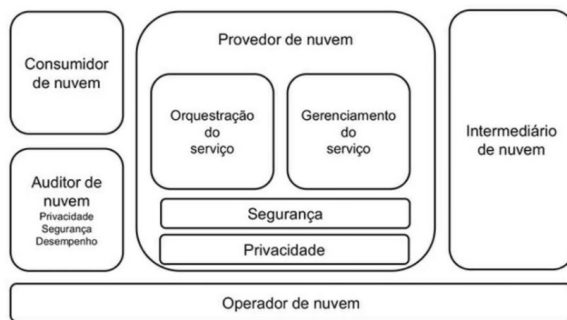 Consumidor
de nuvem
Auditor de
nuvem
Privacidade
Segurança
Desempenho
Provedor de nuvem
Orquestração
do
serviço
Gerenciamento
do
serviço
Segurança
Privacidade
Intermediário
de nuvem
Operador de nuvem